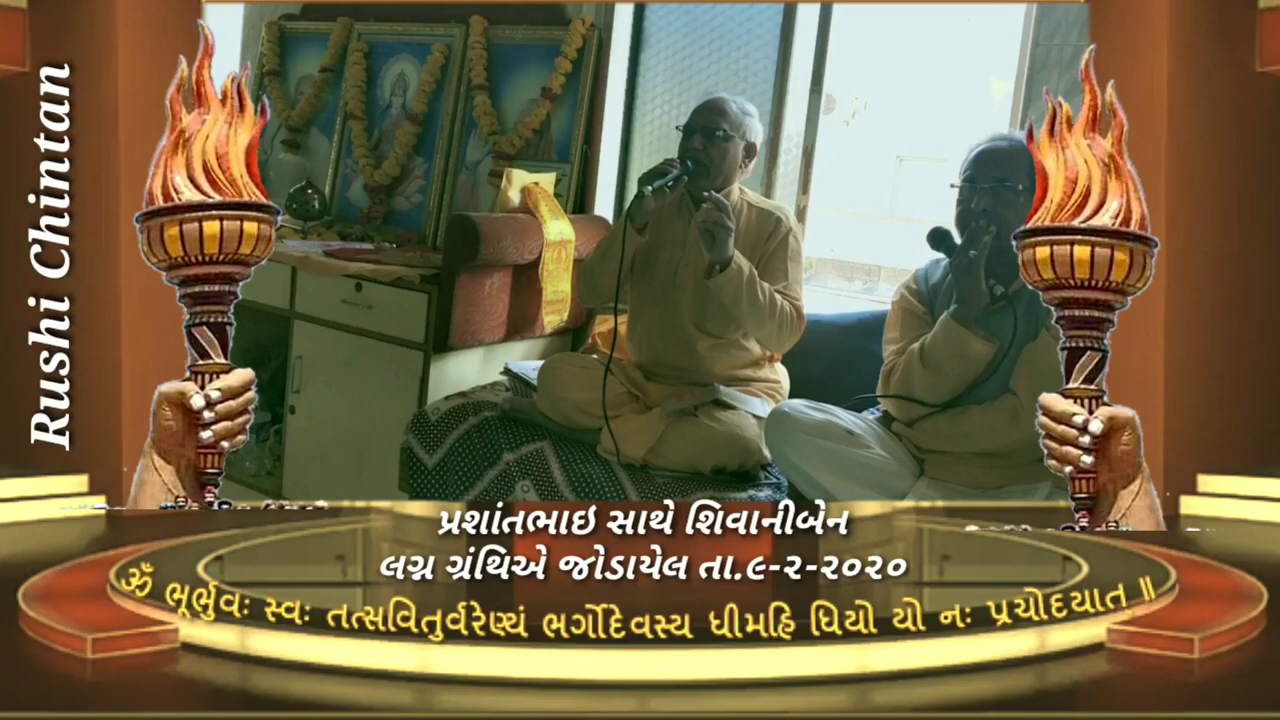 Rushi Chintan
પ્રશાંતભાઇ સાથે શિવાનીબેન
લગ્ન ગ્રંથિએ જોડાયેલ તા.૯-૨-૨૦૨૦
ૐ ભૂર્ભુવઃ સ્વઃ તત્સવિતુર્વરેણ્યં ભર્ગોદેવસ્ય ધીમહિ ધિયો યો નઃ પ્રચોદયાત ॥